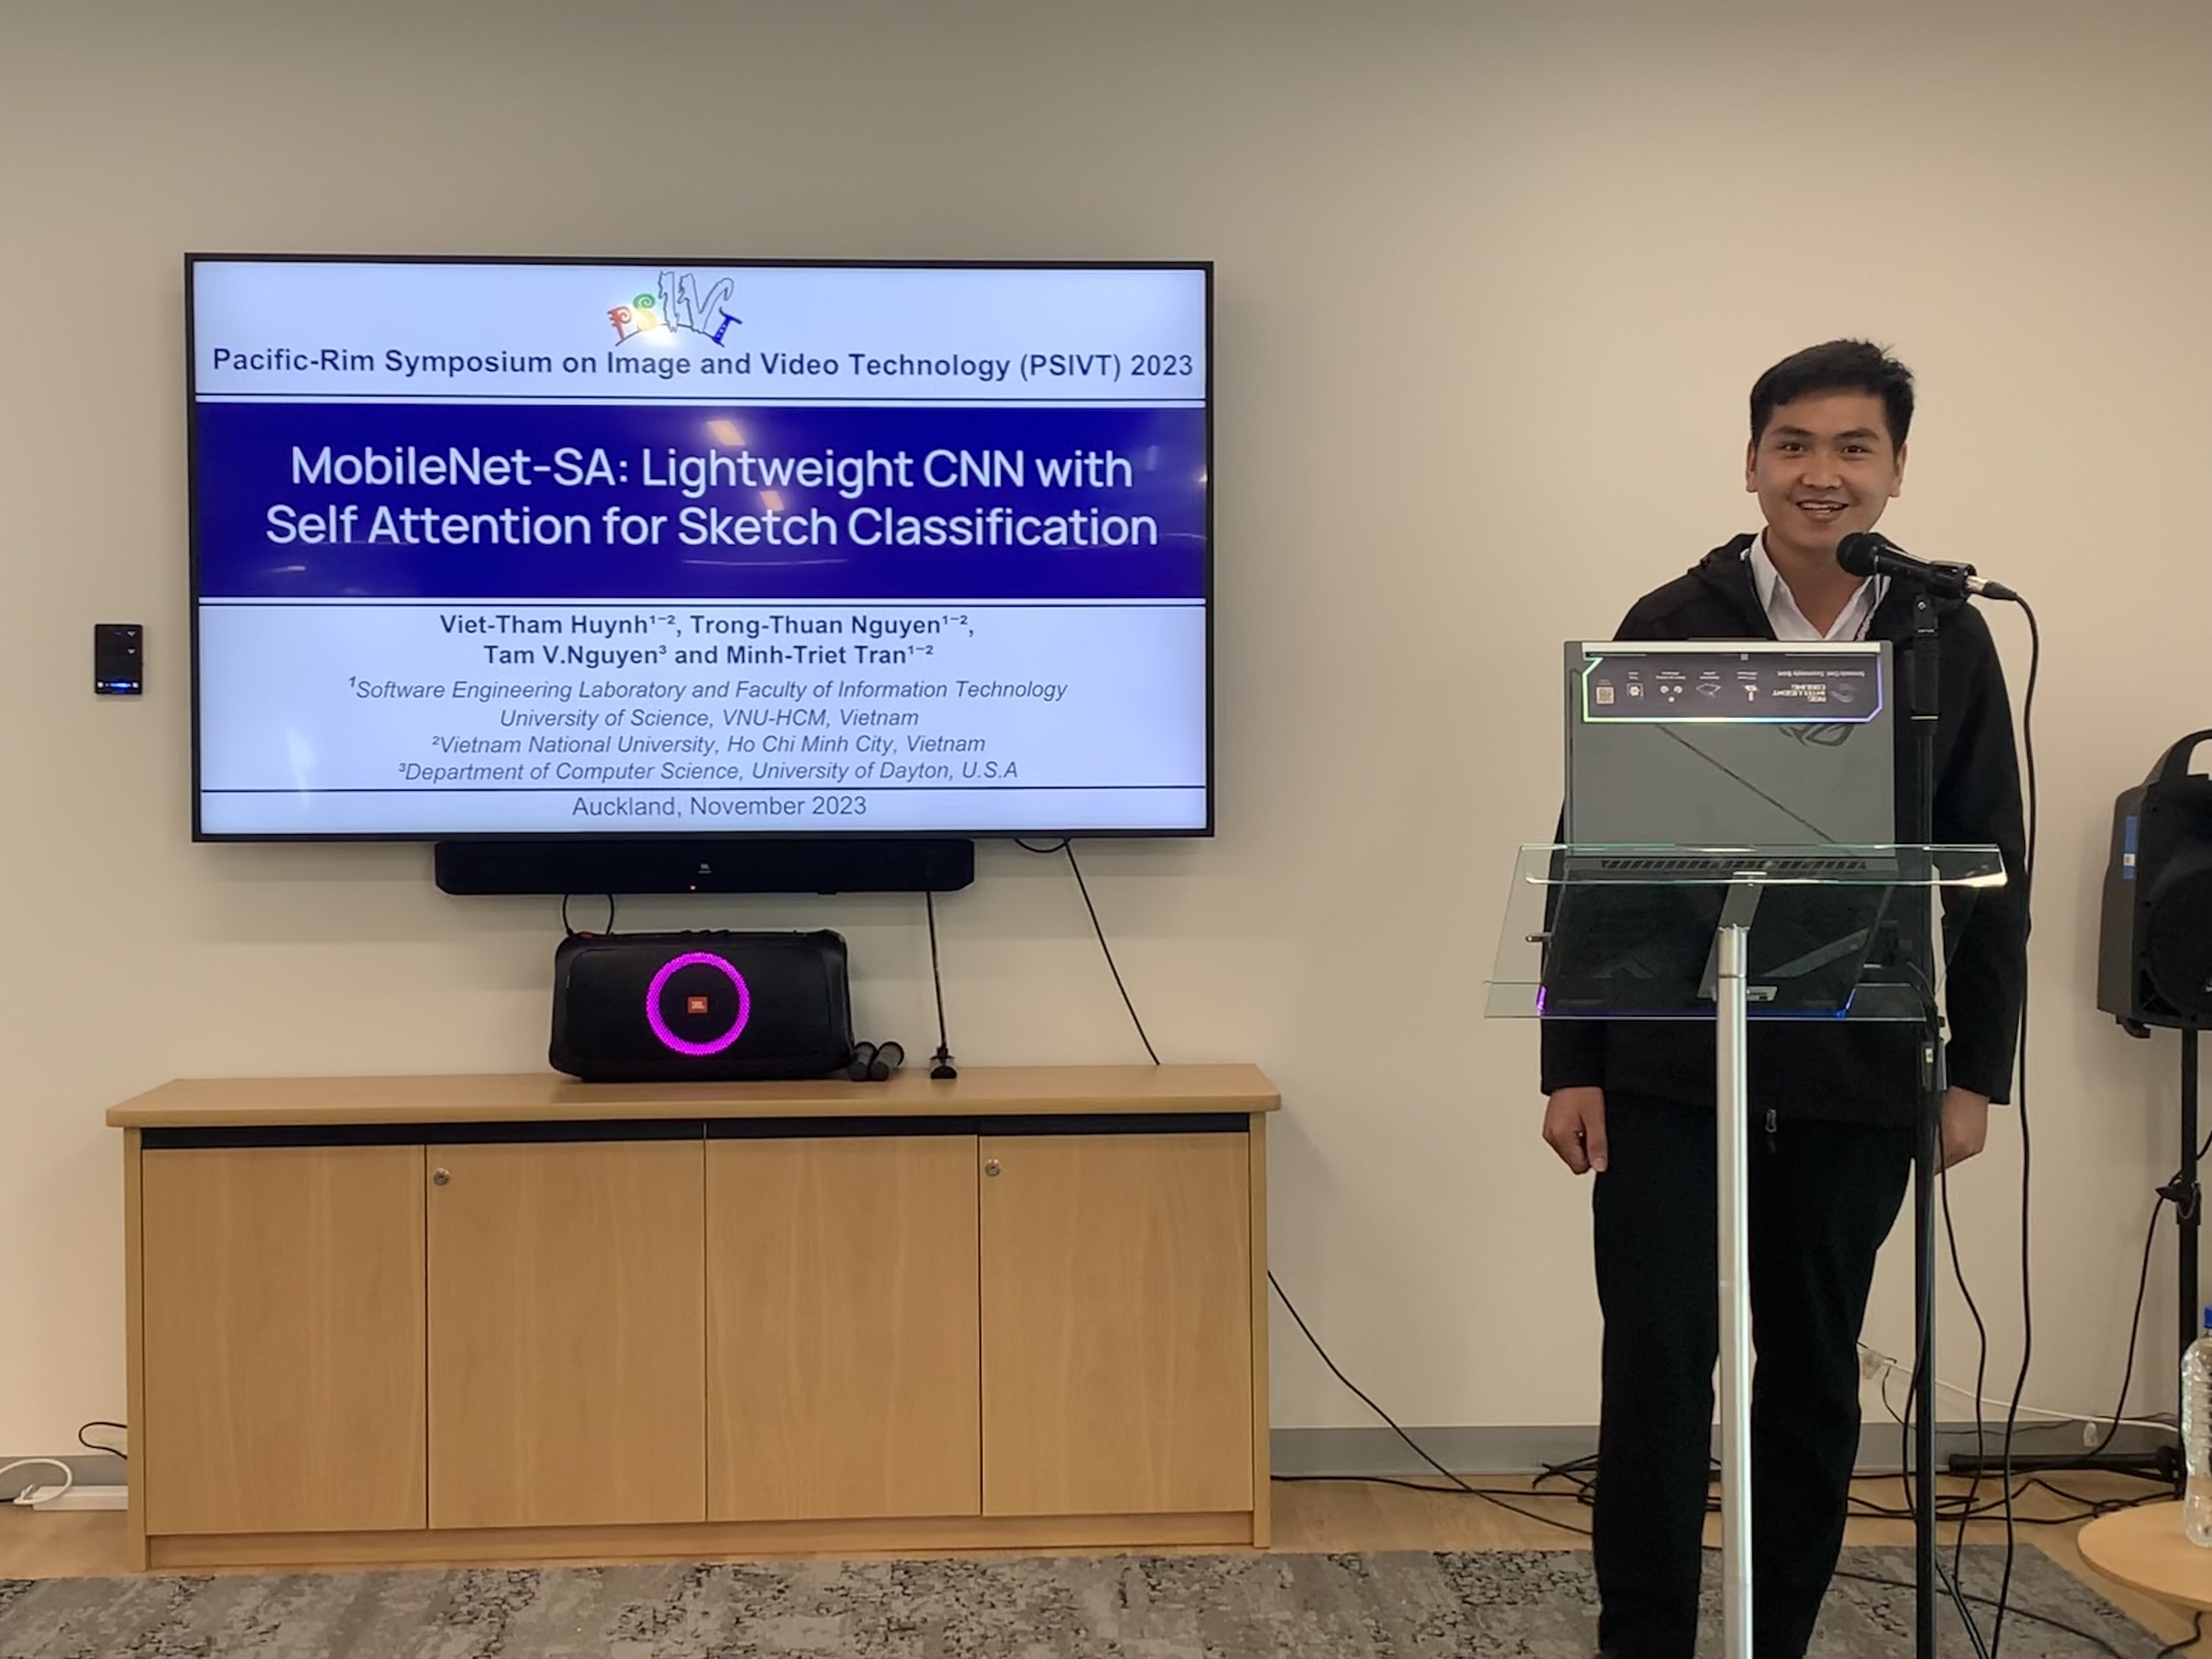 PSIVT
Pacific-Rim Symposium on Image and Video Technology (PSIVT) 2023
MobileNet-SA: Lightweight CNN with
Self Attention for Sketch Classification
Viet-Tham Huynh¹⁻², Trong-Thuan Nguyen¹⁻²,
Tam V.Nguyen³ and Minh-Triet Tran¹⁻²
¹Software Engineering Laboratory and Faculty of Information Technology
University of Science, VNU-HCM, Vietnam
²Vietnam National University, Ho Chi Minh City, Vietnam
³Department of Computer Science, University of Dayton, U.S.A
Auckland, November 2023
JBL